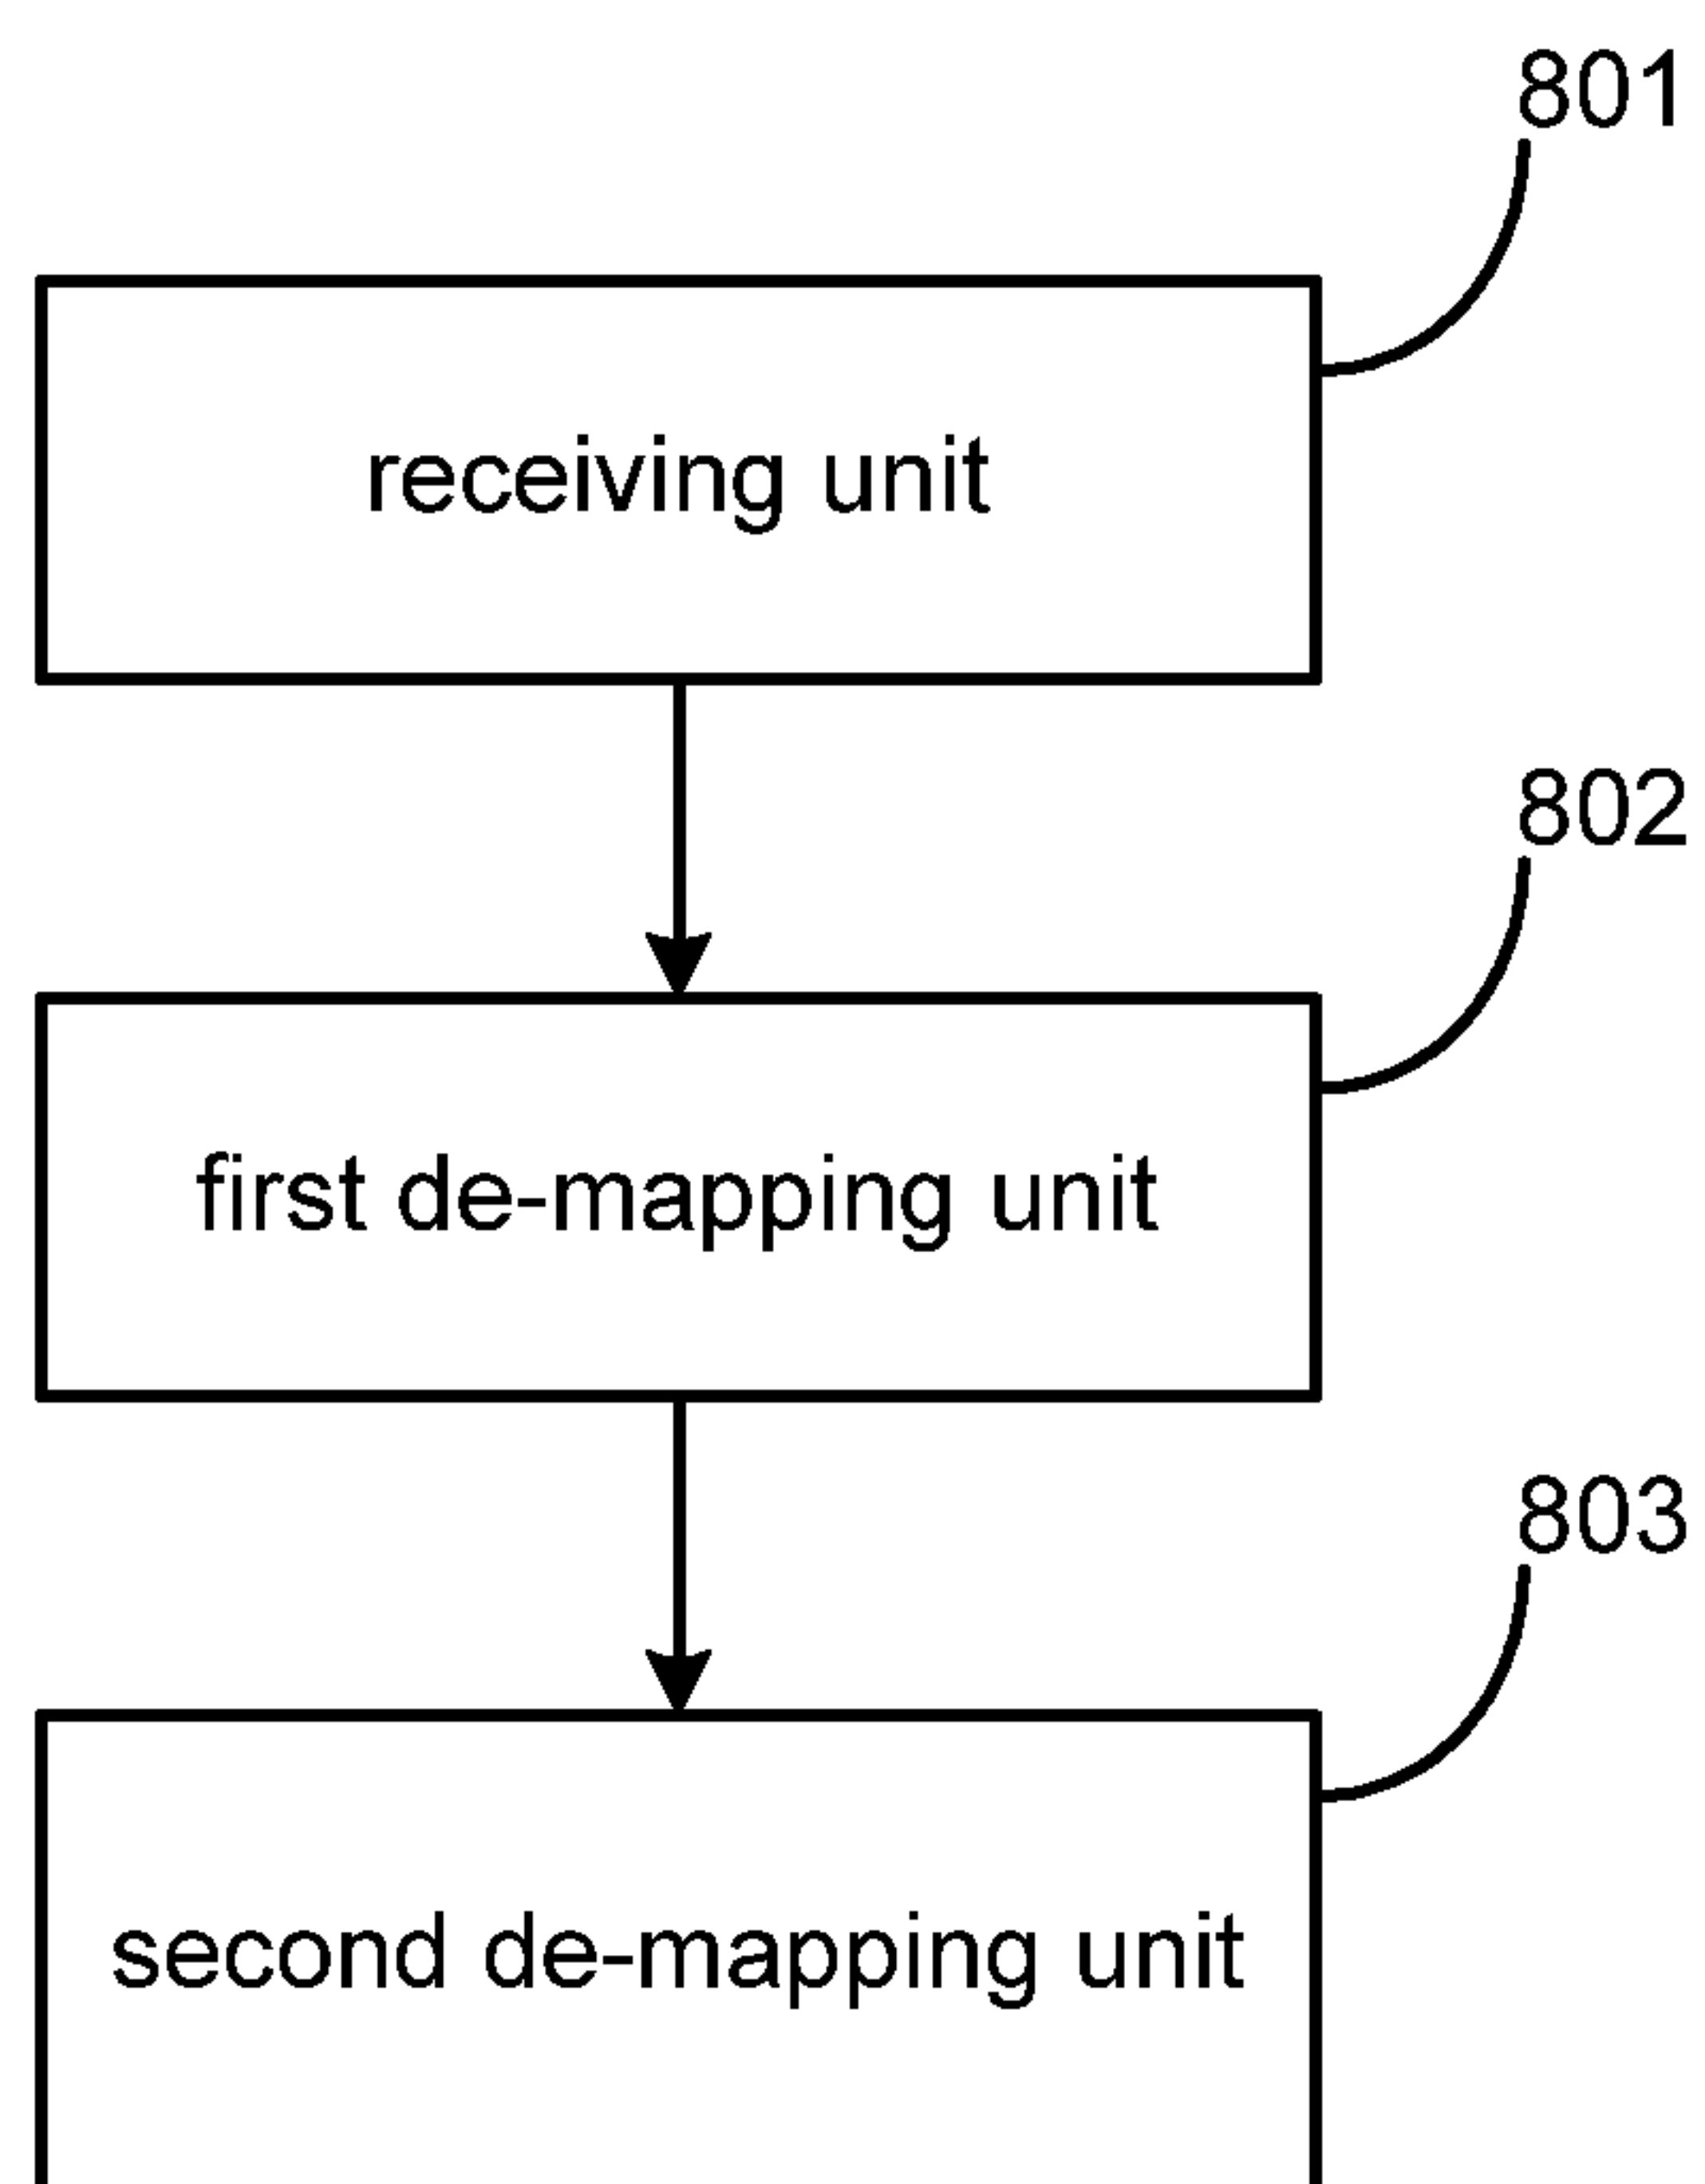 801
receiving unit
802
first de-mapping unit
803
second de-mapping unit